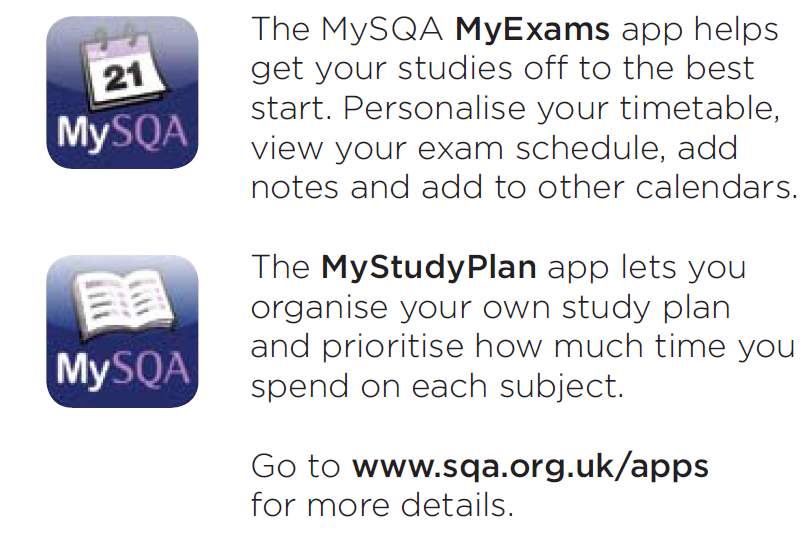 21
MySQA
The MySQA MyExams app helps
get your studies off to the best
start. Personalise your timetable,
view your exam schedule, add
notes and add to other calendars.
MySQA
The MyStudyPlan app lets you
organise your own study plan
and prioritise how much time you
spend on each subject.
Go to www.sqa.org.uk/apps
for more details.